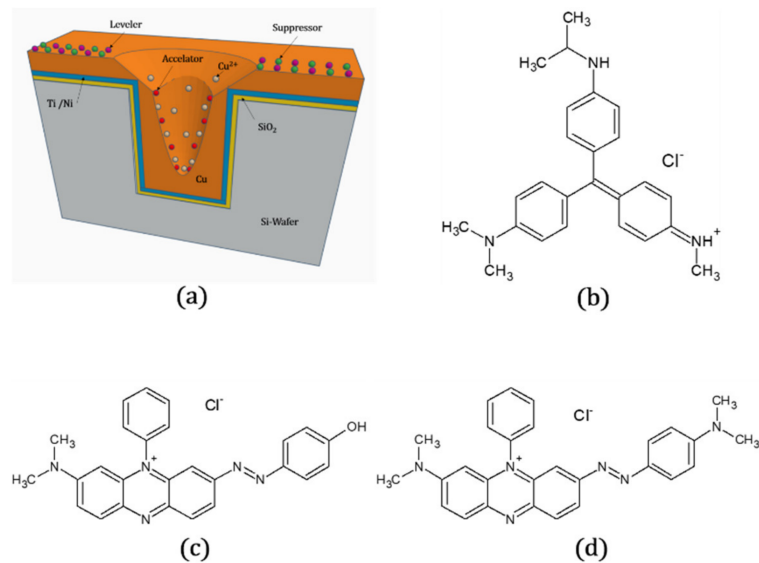 Leveler
Suppressor
Accelator
Cu²⁺
Ti /Ni
SiO₂
Cu
Si-Wafer
(a)
CH₃
H₃C
NH
Cl⁻
H₃C
N
CH₃
NH⁺
H₃C
(b)
Cl⁻
OH
CH₃
N
H₃C
N⁺
N
N
N
(c)
Cl⁻
CH₃
N
CH₃
CH₃
N
H₃C
N⁺
N
N
N
(d)